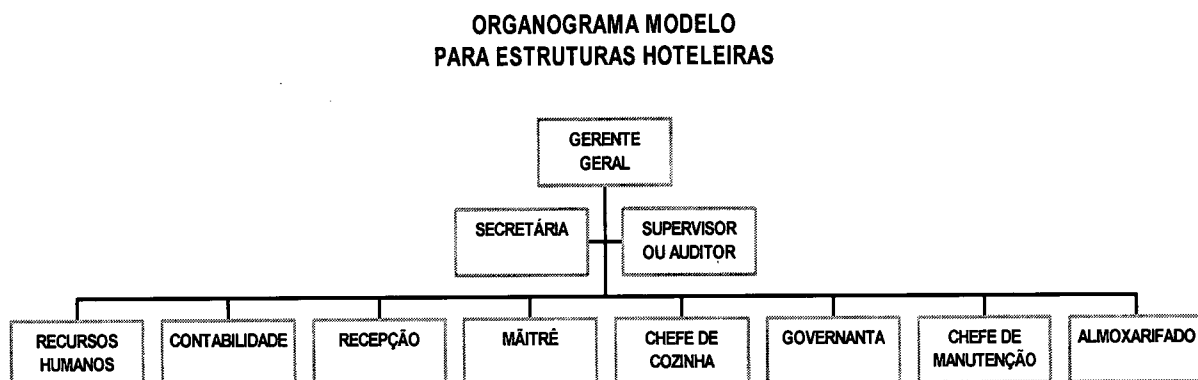 ORGANOGRAMA MODELO
PARA ESTRUTURAS HOTELEIRAS
GERENTE
GERAL
SECRETÁRIA
SUPERVISOR
OU AUDITOR
RECURSOS
HUMANOS
CONTABILIDADE
RECEPÇÃO
MÂITRÊ
CHEFE DE
COZINHA
GOVERNANTA
CHEFE DE
MANUTENÇÃO
ALMOXARIFADO